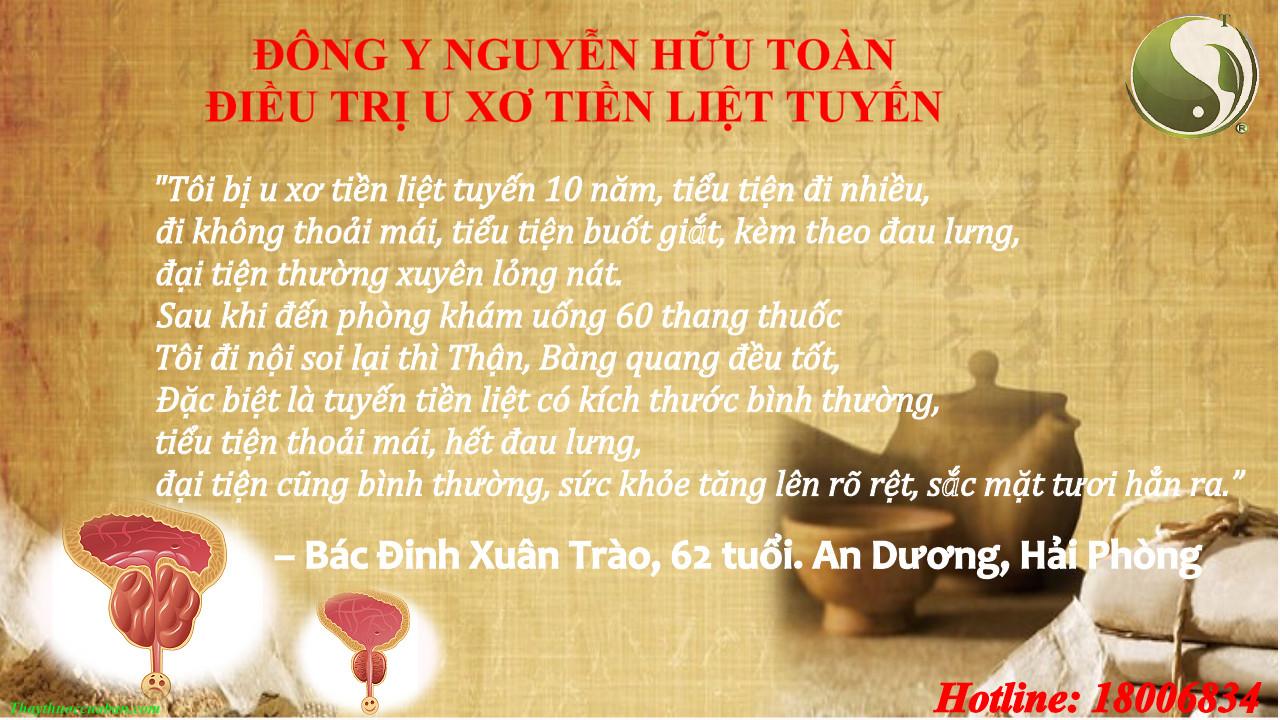 ĐÔNG Y NGUYỄN HỮU TOÀN
ĐIỀU TRỊ U XƠ TIỀN LIỆT TUYẾN
T
®
"Tôi bị u xơ tiền liệt tuyến 10 năm, tiểu tiện đi nhiều,
đi không thoải mái, tiểu tiện buốt giắt, kèm theo đau lưng,
đại tiện thường xuyên lỏng nát.
Sau khi đến phòng khám uống 60 thang thuốc
Tôi đi nội soi lại thì Thận, Bàng quang đều tốt,
Đặc biệt là tuyến tiền liệt có kích thước bình thường,
tiểu tiện thoải mái, hết đau lưng,
đại tiện cũng bình thường, sức khỏe tăng lên rõ rệt, sắc mặt tươi hẳn ra.”
– Bác Đinh Xuân Trào, 62 tuổi. An Dương, Hải Phòng
Hotline: 18006834
Thaythuoccuaban.com